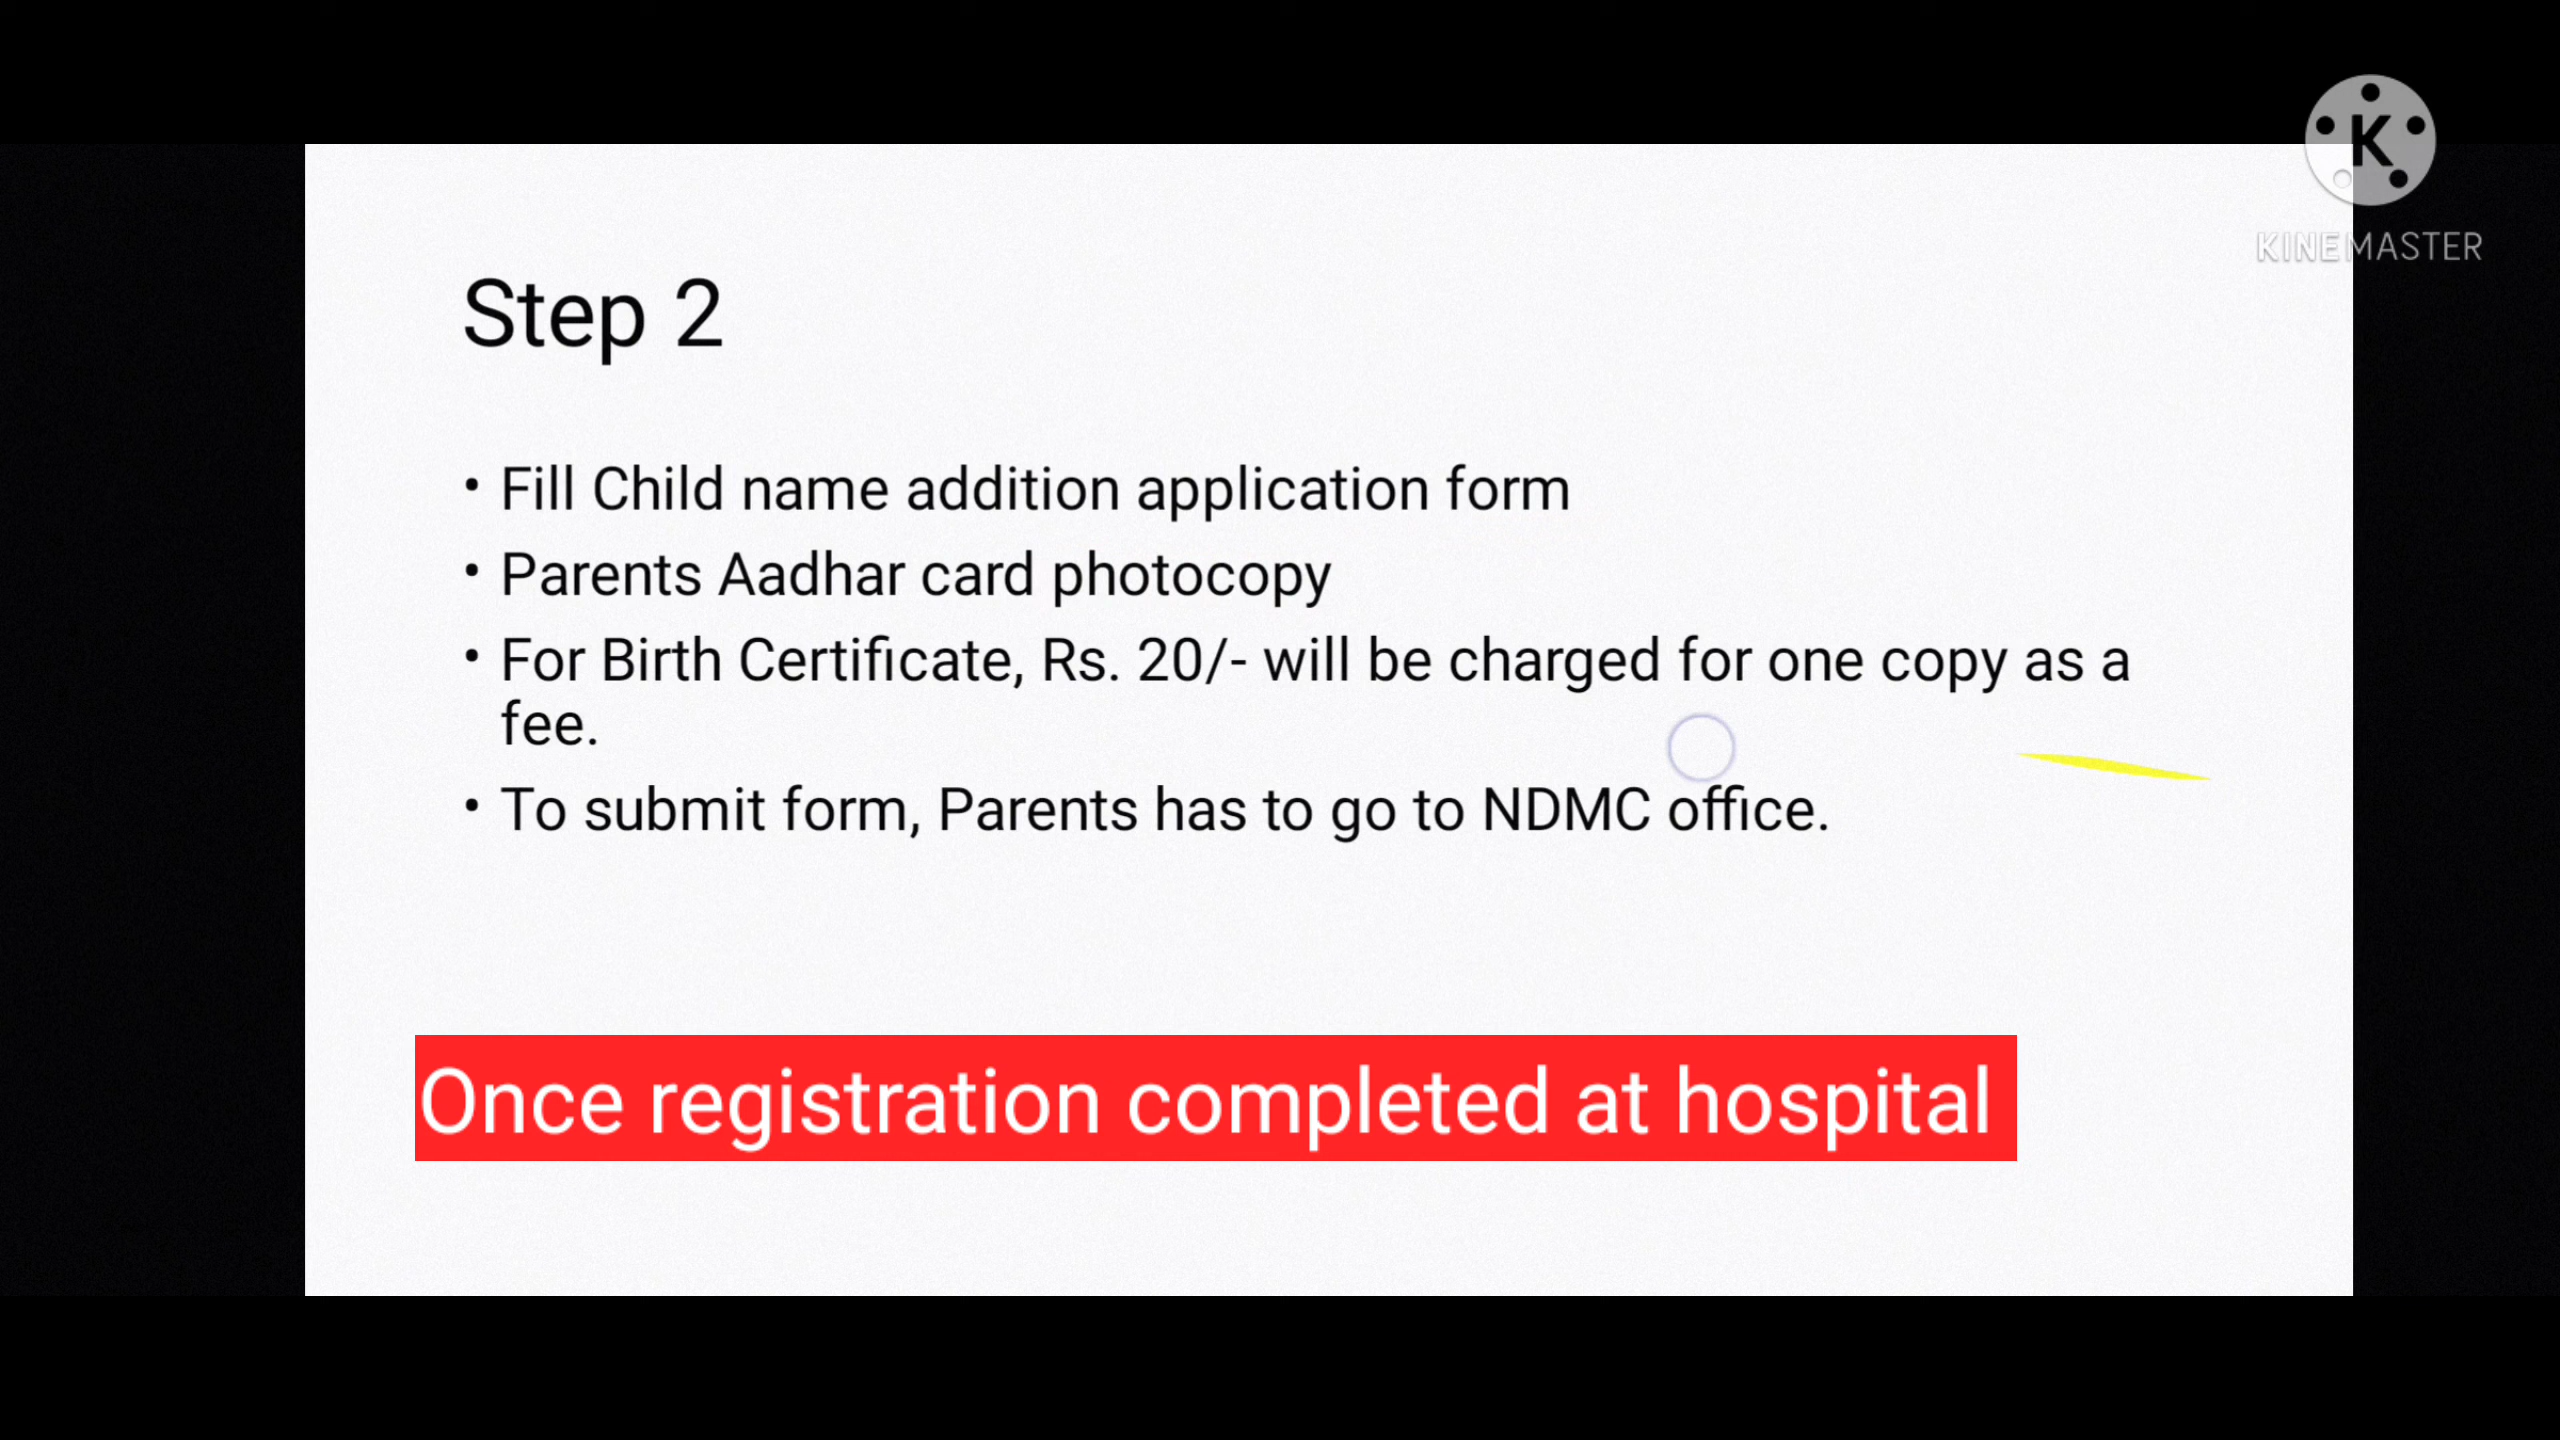 K
KINEMASTER
Step 2
• Fill Child name addition application form
• Parents Aadhar card photocopy
• For Birth Certificate, Rs. 20/- will be charged for one copy as a
fee.
• To submit form, Parents has to go to NDMC office.
Once registration completed at hospital